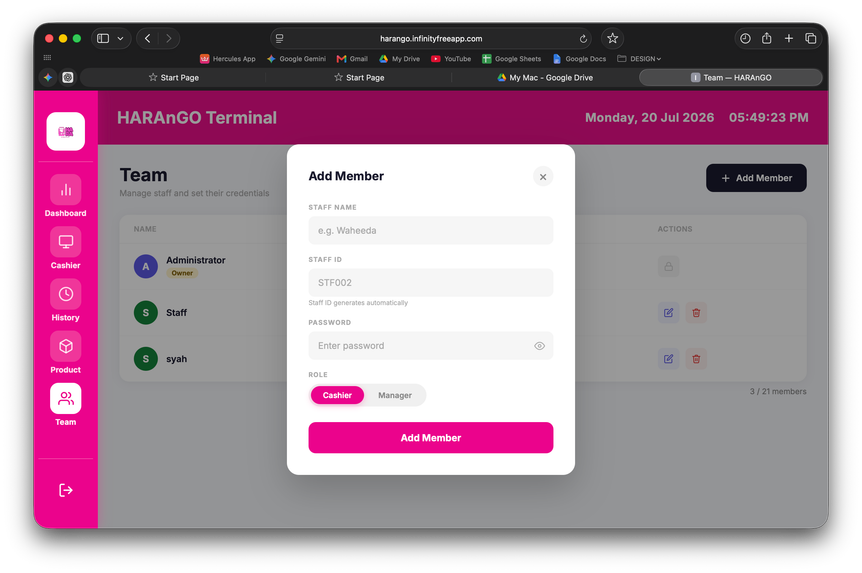 harango.infinityfreeapp.com
Hercules App
Google Gemini
Gmail
My Drive
YouTube
Google Sheets
Google Docs
DESIGN
Start Page
Start Page
My Mac - Google Drive
Team — HARAnGO
HARAnGO Terminal
Monday, 20 Jul 2026
05:49:23 PM
Dashboard
Cashier
History
Product
Team
Team
Manage staff and set their credentials
+ Add Member
NAME
ACTIONS
A
Administrator
Owner
S
Staff
S
syah
3 / 21 members
Add Member
STAFF NAME
e.g. Waheeda
STAFF ID
STF002
Staff ID generates automatically
PASSWORD
Enter password
ROLE
Cashier
Manager
Add Member